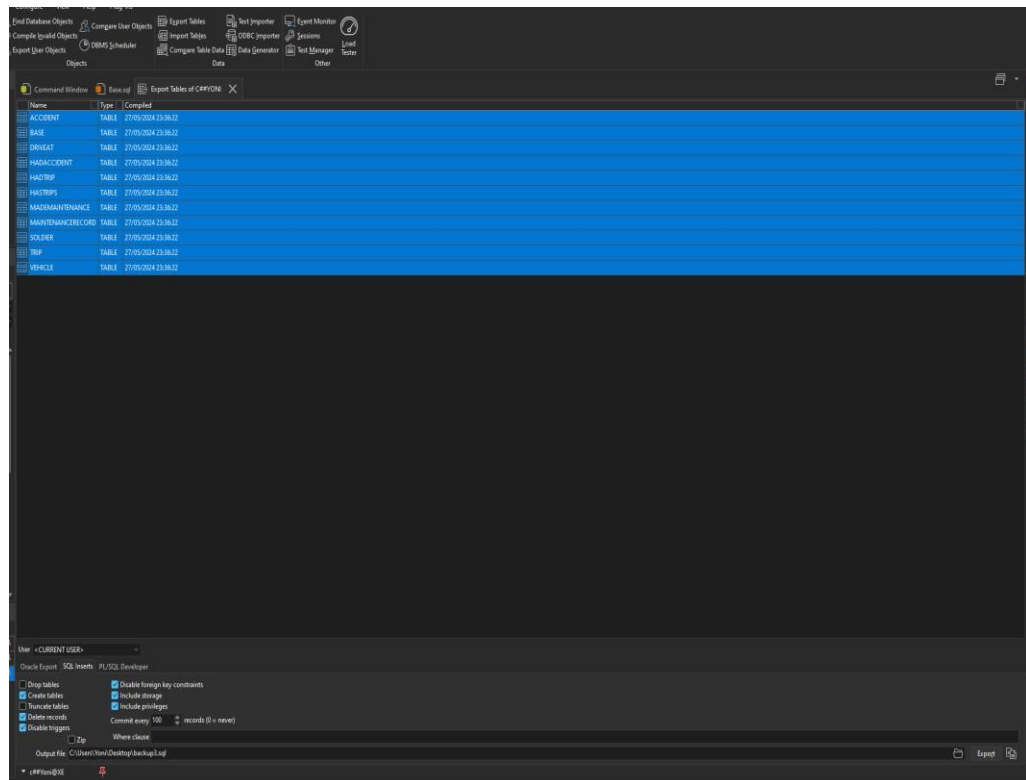 Configure View Help Plug-Ins
Find Database Objects Compare User Objects Export Tables Text Importer Event Monitor
Compile Invalid Objects DBMS Scheduler Import Tables ODBC Importer Sessions Load Tester
Export User Objects Compare Table Data Data Generator Test Manager
Objects Data Other
Command Window Base.sql Export Tables of C##YONI
Name Type Compiled
ACCIDENT TABLE 27/05/2024 23:36:22
BASE TABLE 27/05/2024 23:36:22
DRIVEAT TABLE 27/05/2024 23:36:22
HADACCIDENT TABLE 27/05/2024 23:36:22
HADTRIP TABLE 27/05/2024 23:36:22
HASTRIPS TABLE 27/05/2024 23:36:22
MADEMAINTENANCE TABLE 27/05/2024 23:36:22
MAINTENANCERECORD TABLE 27/05/2024 23:36:22
SOLDIER TABLE 27/05/2024 23:36:22
TRIP TABLE 27/05/2024 23:36:22
VEHICLE TABLE 27/05/2024 23:36:22
User <CURRENT USER>
Oracle Export SQL Inserts PL/SQL Developer
Drop tables Disable foreign key constraints
Create tables Include storage
Truncate tables Include privileges
Delete records Commit every 100 records (0 = never)
Disable triggers
Zip Where clause
Output file C:\Users\Yoni\Desktop\backup3.sql Export
c##Yoni@XE